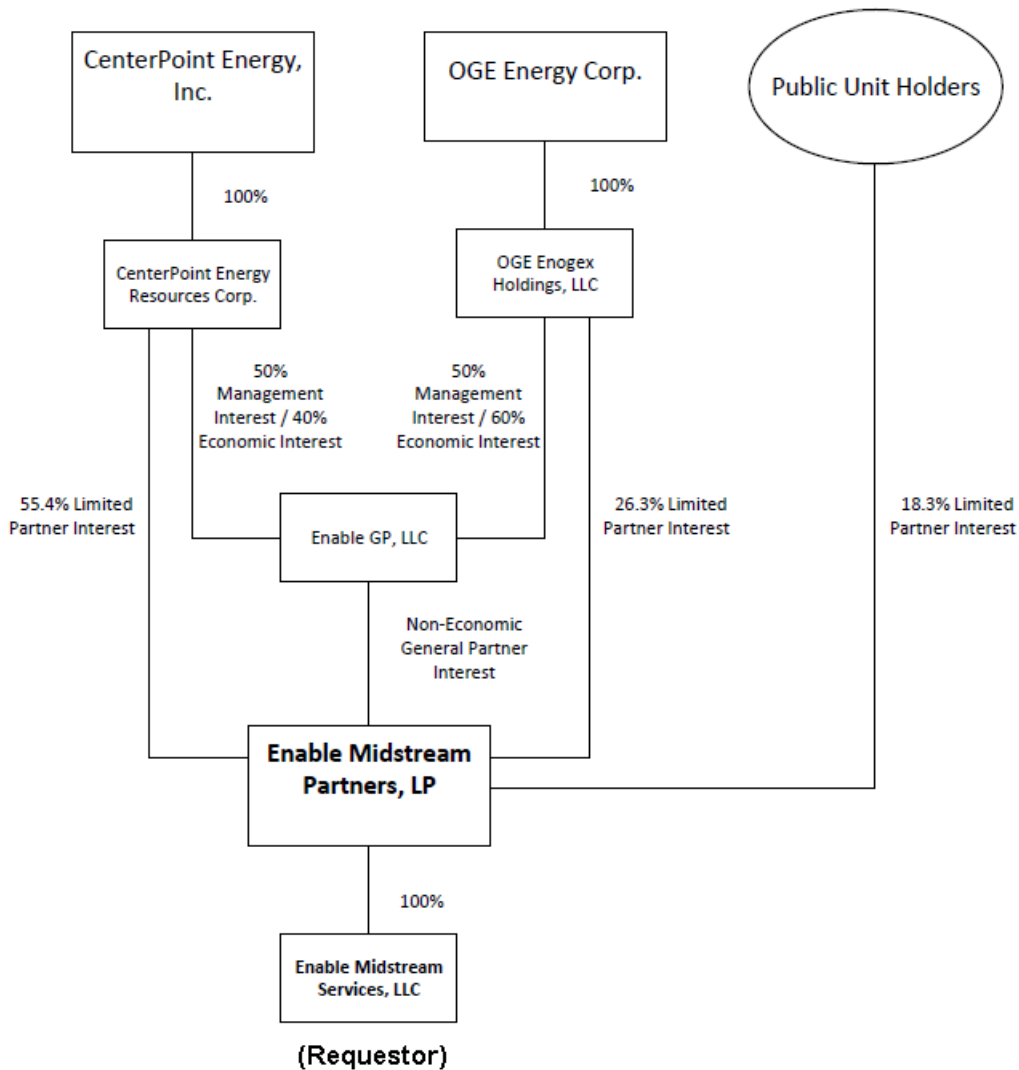 CenterPoint Energy,
Inc.
OGE Energy Corp.
Public Unit Holders
100%
100%
CenterPoint Energy
Resources Corp.
OGE Enogex
Holdings, LLC
50%
Management
Interest / 40%
Economic Interest
50%
Management
Interest / 60%
Economic Interest
55.4% Limited
Partner Interest
Enable GP, LLC
26.3% Limited
Partner Interest
18.3% Limited
Partner Interest
Non-Economic
General Partner
Interest
Enable Midstream
Partners, LP
100%
Enable Midstream
Services, LLC
(Requestor)